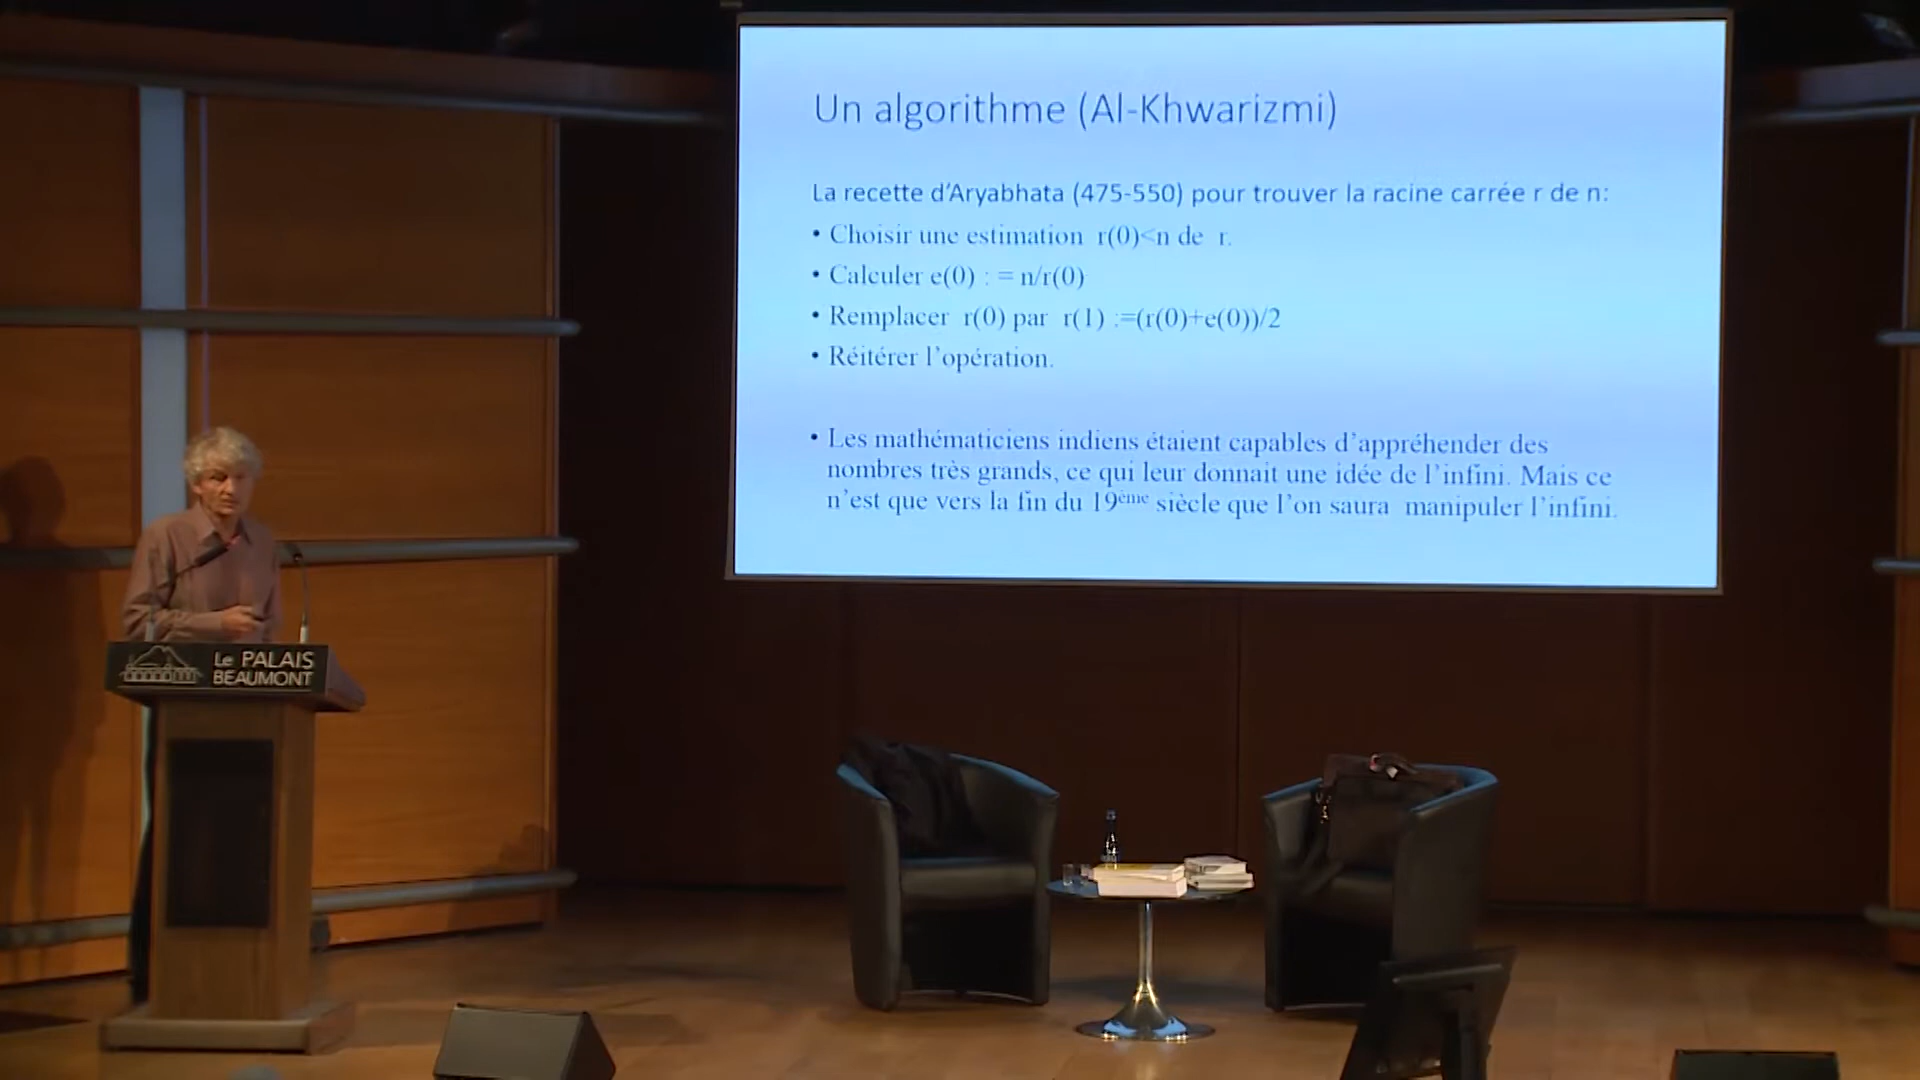 Un algorithme (Al-Khwarizmi)
La recette d'Aryabhata (475-550) pour trouver la racine carrée r de n:
• Choisir une estimation r(0)<n de r.
• Calculer e(0) : = n/r(0)
• Remplacer r(0) par r(1) :=(r(0)+e(0))/2
• Réitérer l'opération.
• Les mathématiciens indiens étaient capables d'appréhender des
nombres très grands, ce qui leur donnait une idée de l'infini. Mais ce
n'est que vers la fin du 19ème siècle que l'on saura manipuler l'infini.
Le PALAIS
BEAUMONT